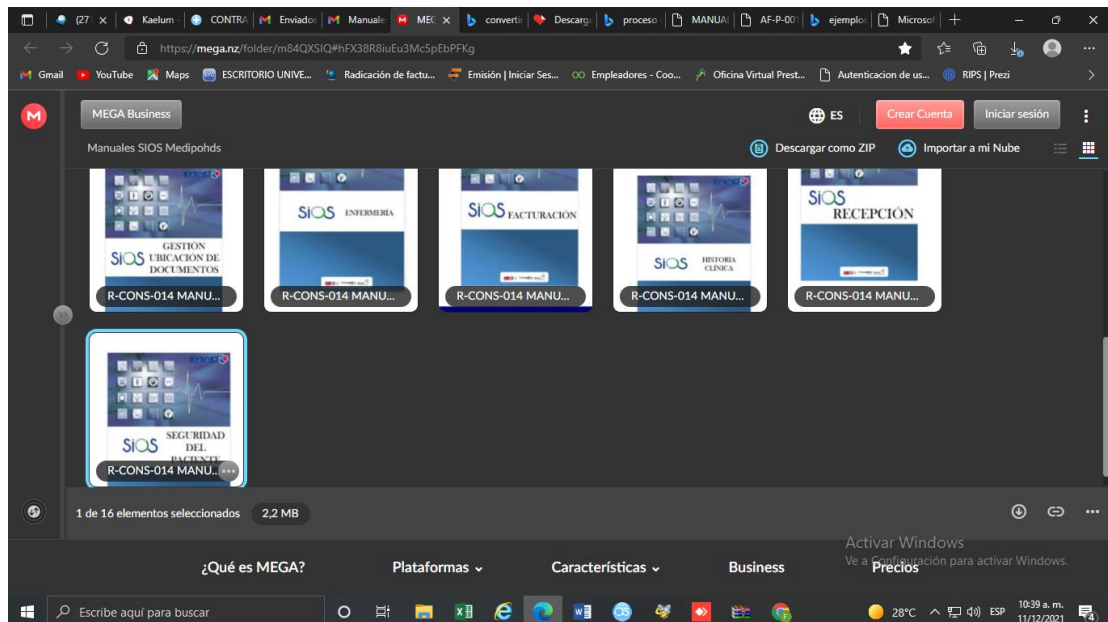 (27
Kaelum -
CONTRA
Enviados
Manuale
MEG
convertir
Descarga
proceso
MANUAL
AF-P-001
ejemplos
Microsof
https://mega.nz/folder/m84QXSIQ#hFX38R8iuEu3Mc5pEbPFKg
Gmail
YouTube
Maps
ESCRITORIO UNIVE...
Radicación de factu...
Emisión | Iniciar Ses...
Empleadores - Coo...
Oficina Virtual Prest...
Autenticacion de us...
RIPS | Prezi
MEGA Business
ES
Crear Cuenta
Iniciar sesión
Manuales SIOS Medipohds
Descargar como ZIP
Importar a mi Nube
SiOS
GESTIÓN
UBICACIÓN DE
DOCUMENTOS
R-CONS-014 MANU...
SiOS ENFERMERÍA
R-CONS-014 MANU...
SiOS FACTURACIÓN
R-CONS-014 MANU...
SiOS HISTORIA
CLÍNICA
R-CONS-014 MANU...
SiOS
RECEPCIÓN
R-CONS-014 MANU...
SiOS
SEGURIDAD
DEL
PACIENTE
R-CONS-014 MANU...
1 de 16 elementos seleccionados
2,2 MB
Activar Windows
Ve a Configuración para activar Windows.
¿Qué es MEGA?
Plataformas
Características
Business
Precios
Escribe aquí para buscar
28°C
ESP
10:39 a. m.
11/12/2021
4